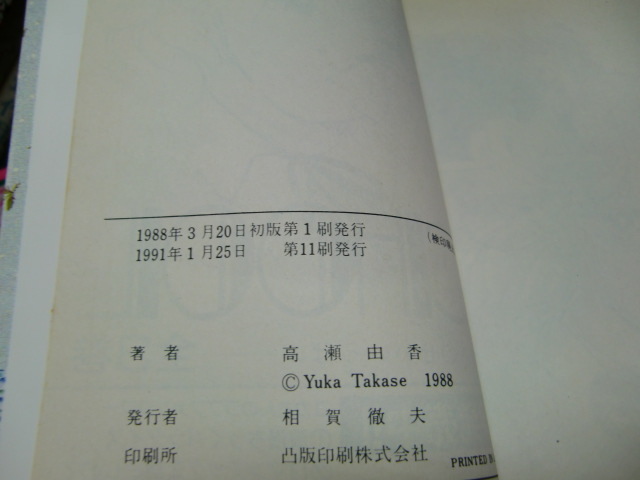 1988年3月20日初版第1刷発行
(検印
1991年1月25日 第11刷発行
著者 高瀬由香
© Yuka Takase 1988
発行者 相賀徹夫
印刷所 凸版印刷株式会社
PRINTED